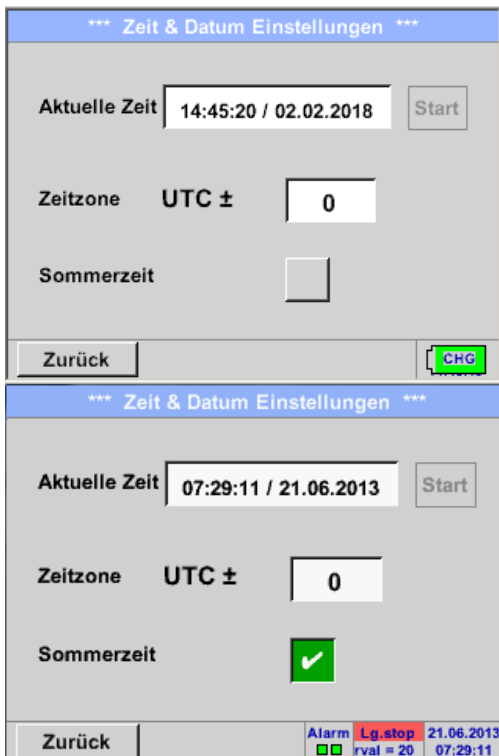 *** Zeit & Datum Einstellungen ***
Aktuelle Zeit 14:45:20 / 02.02.2018 Start
Zeitzone UTC ± 0
Sommerzeit
Zurück CHG
*** Zeit & Datum Einstellungen ***
Aktuelle Zeit 07:29:11 / 21.06.2013 Start
Zeitzone UTC ± 0
Sommerzeit
Zurück Alarm Lg.stop 21.06.2013
rval = 20 07:29:11